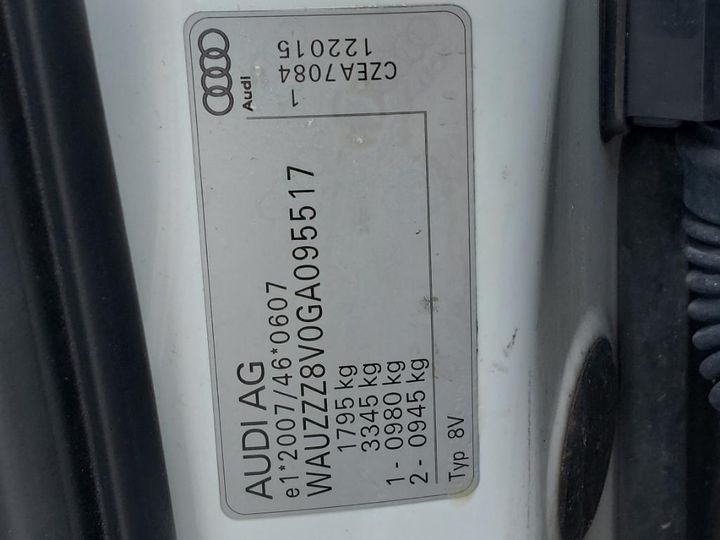 AUDI AG
e1*2007/46*0607
WAUZZZ8V0GA095517
1795 kg
3345 kg
1- 0980 kg
2- 0945 kg
Typ 8V
Audi
1
CZEA7084
122015